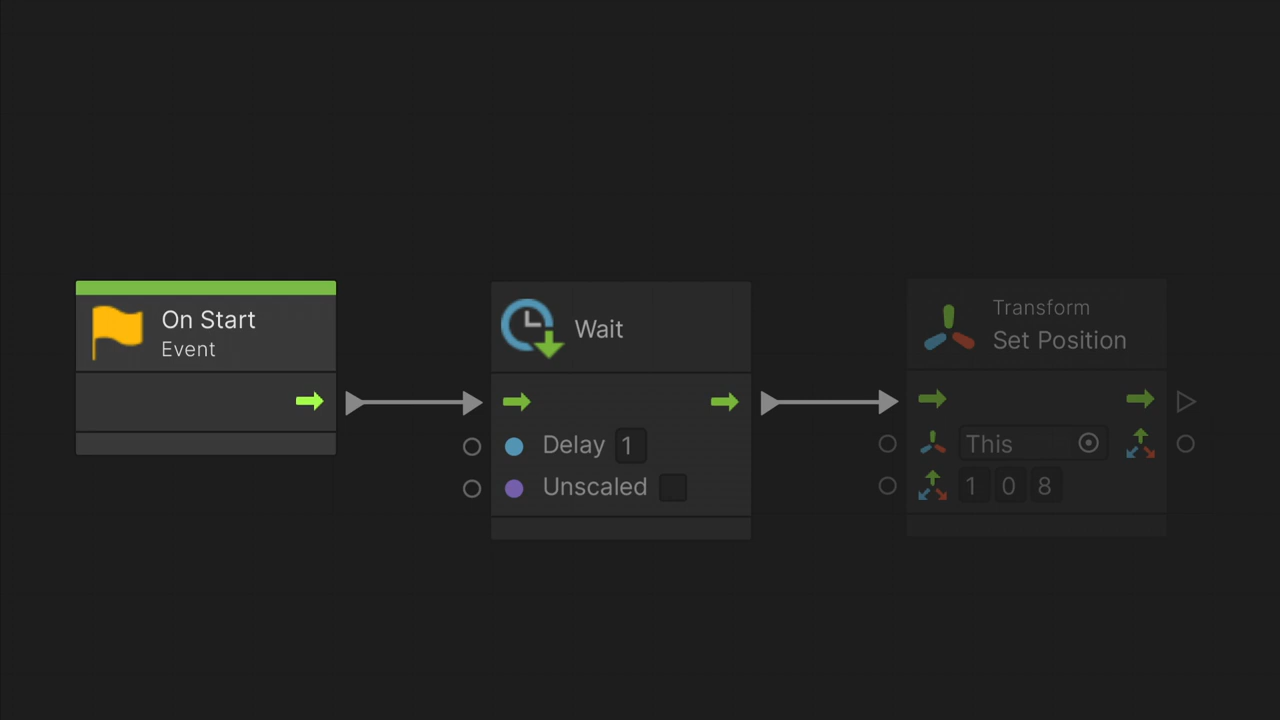 On Start
Event
Wait
Delay 1
Unscaled
Transform
Set Position
This
1 0 8